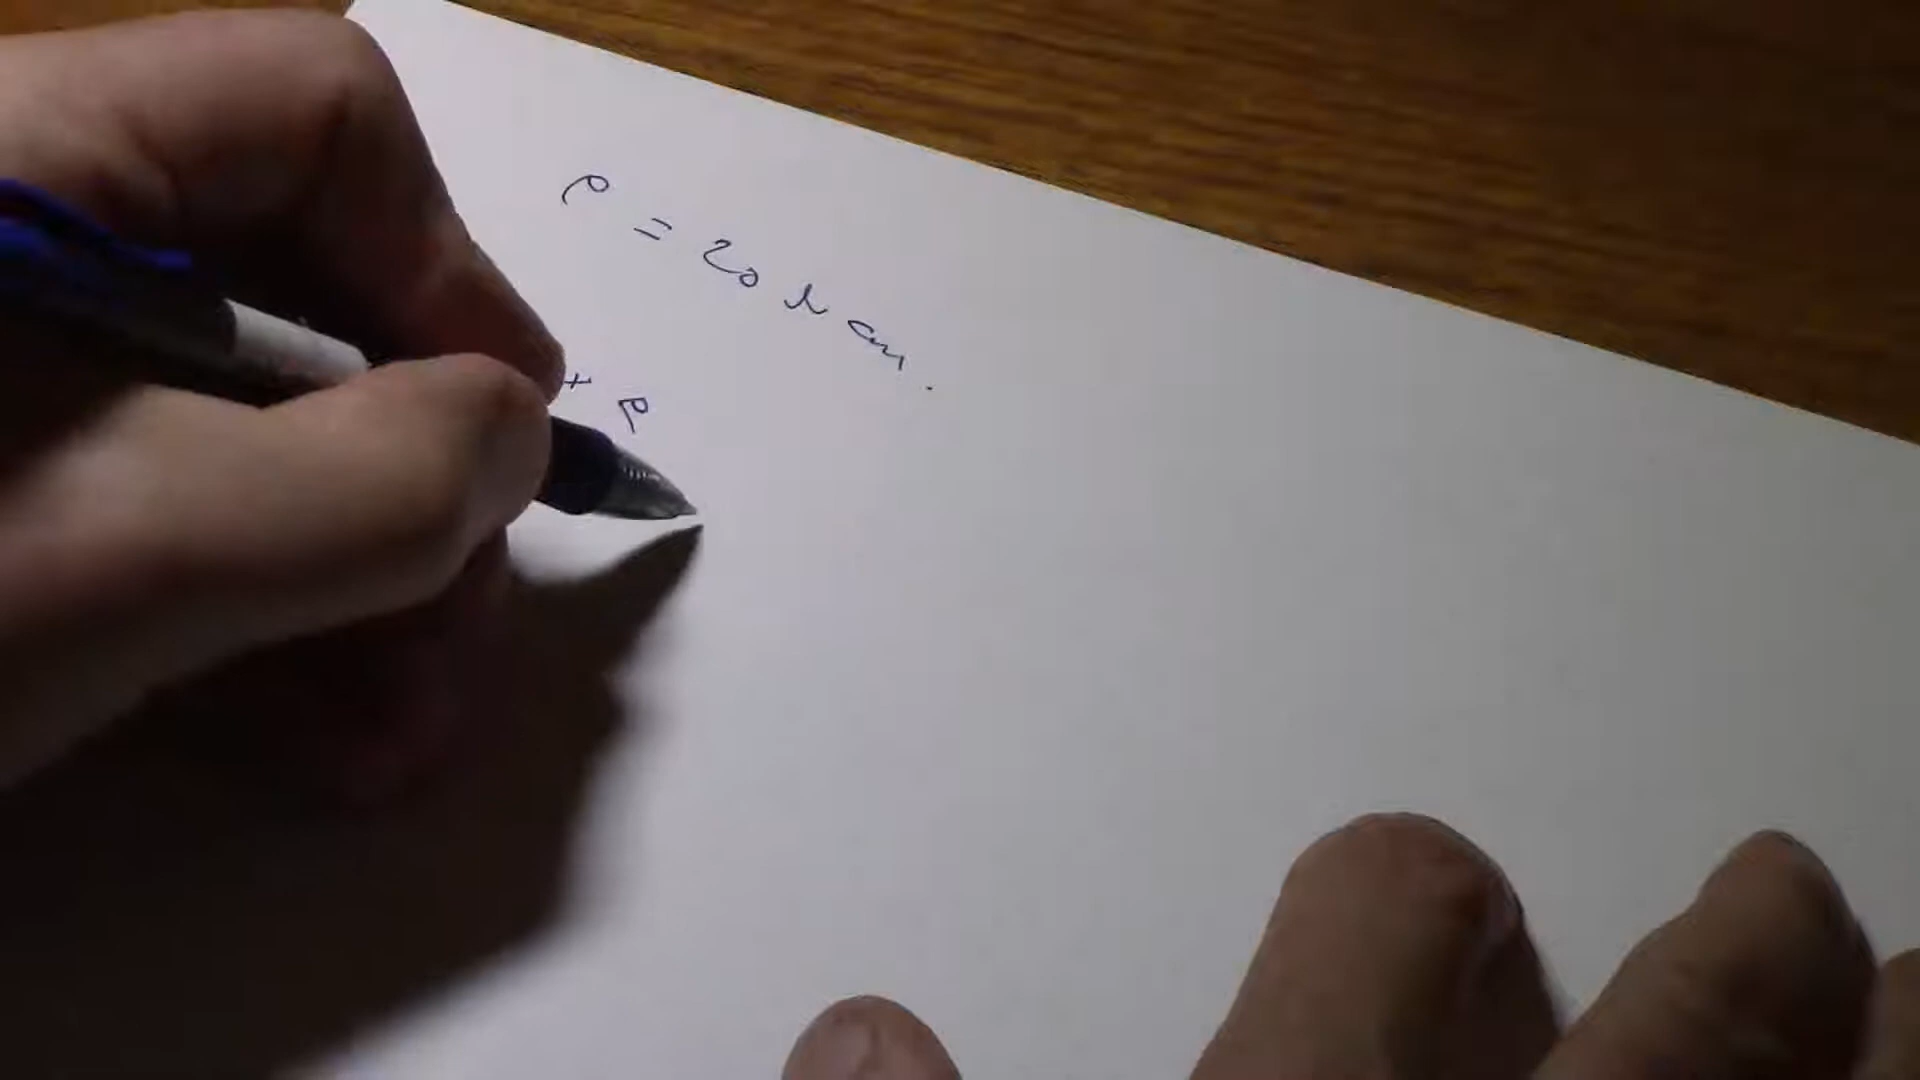 ρ = 20 Ω cm.
+ ρ